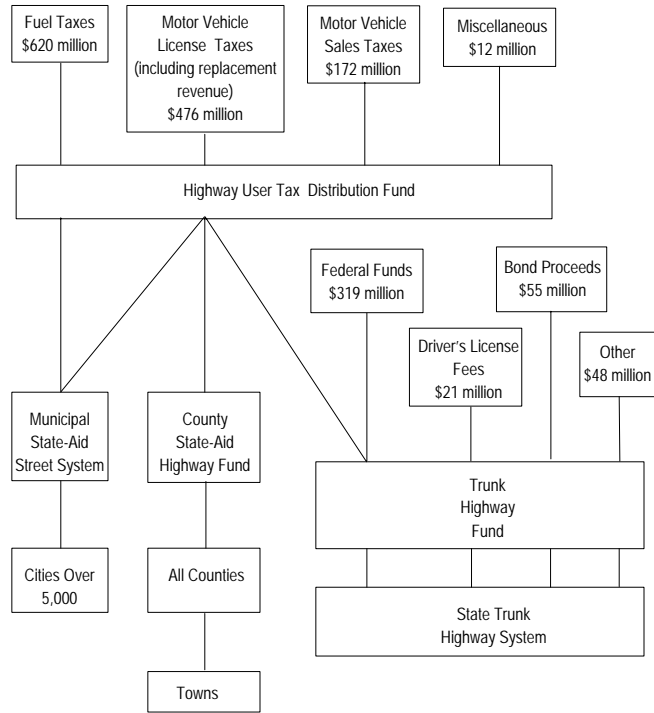 Fuel Taxes
$620 million
Motor Vehicle
License Taxes
(including replacement
revenue)
$476 million
Motor Vehicle
Sales Taxes
$172 million
Miscellaneous
$12 million
Highway User Tax Distribution Fund
Federal Funds
$319 million
Bond Proceeds
$55 million
Driver's License
Fees
$21 million
Other
$48 million
Municipal
State-Aid
Street System
County
State-Aid
Highway Fund
Trunk
Highway
Fund
Cities Over
5,000
All Counties
State Trunk
Highway System
Towns